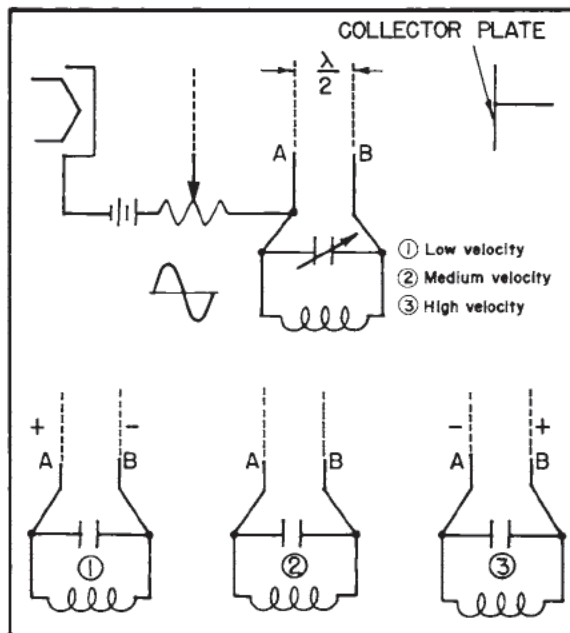 COLLECTOR PLATE
λ
2
A B
① Low velocity
② Medium velocity
③ High velocity
+ -
A B
①
A B
②
- +
A B
③